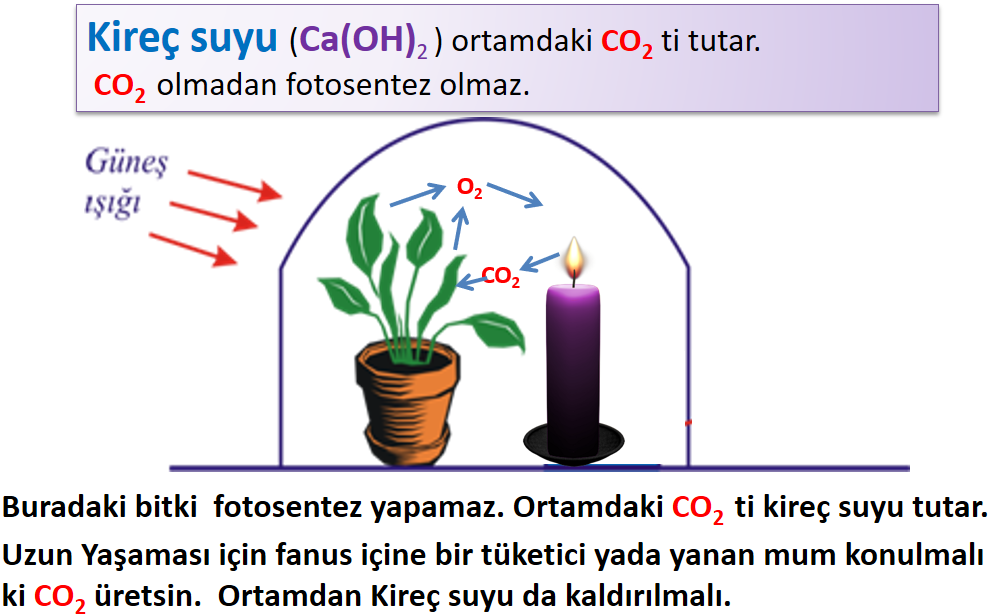 Kireç suyu (Ca(OH)₂ ) ortamdaki CO₂ ti tutar.
CO₂ olmadan fotosentez olmaz.
Güneş
ışığı
O₂
CO₂
Buradaki bitki fotosentez yapamaz. Ortamdaki CO₂ ti kireç suyu tutar.
Uzun Yaşaması için fanus içine bir tüketici yada yanan mum konulmalı
ki CO₂ üretsin. Ortamdan Kireç suyu da kaldırılmalı.